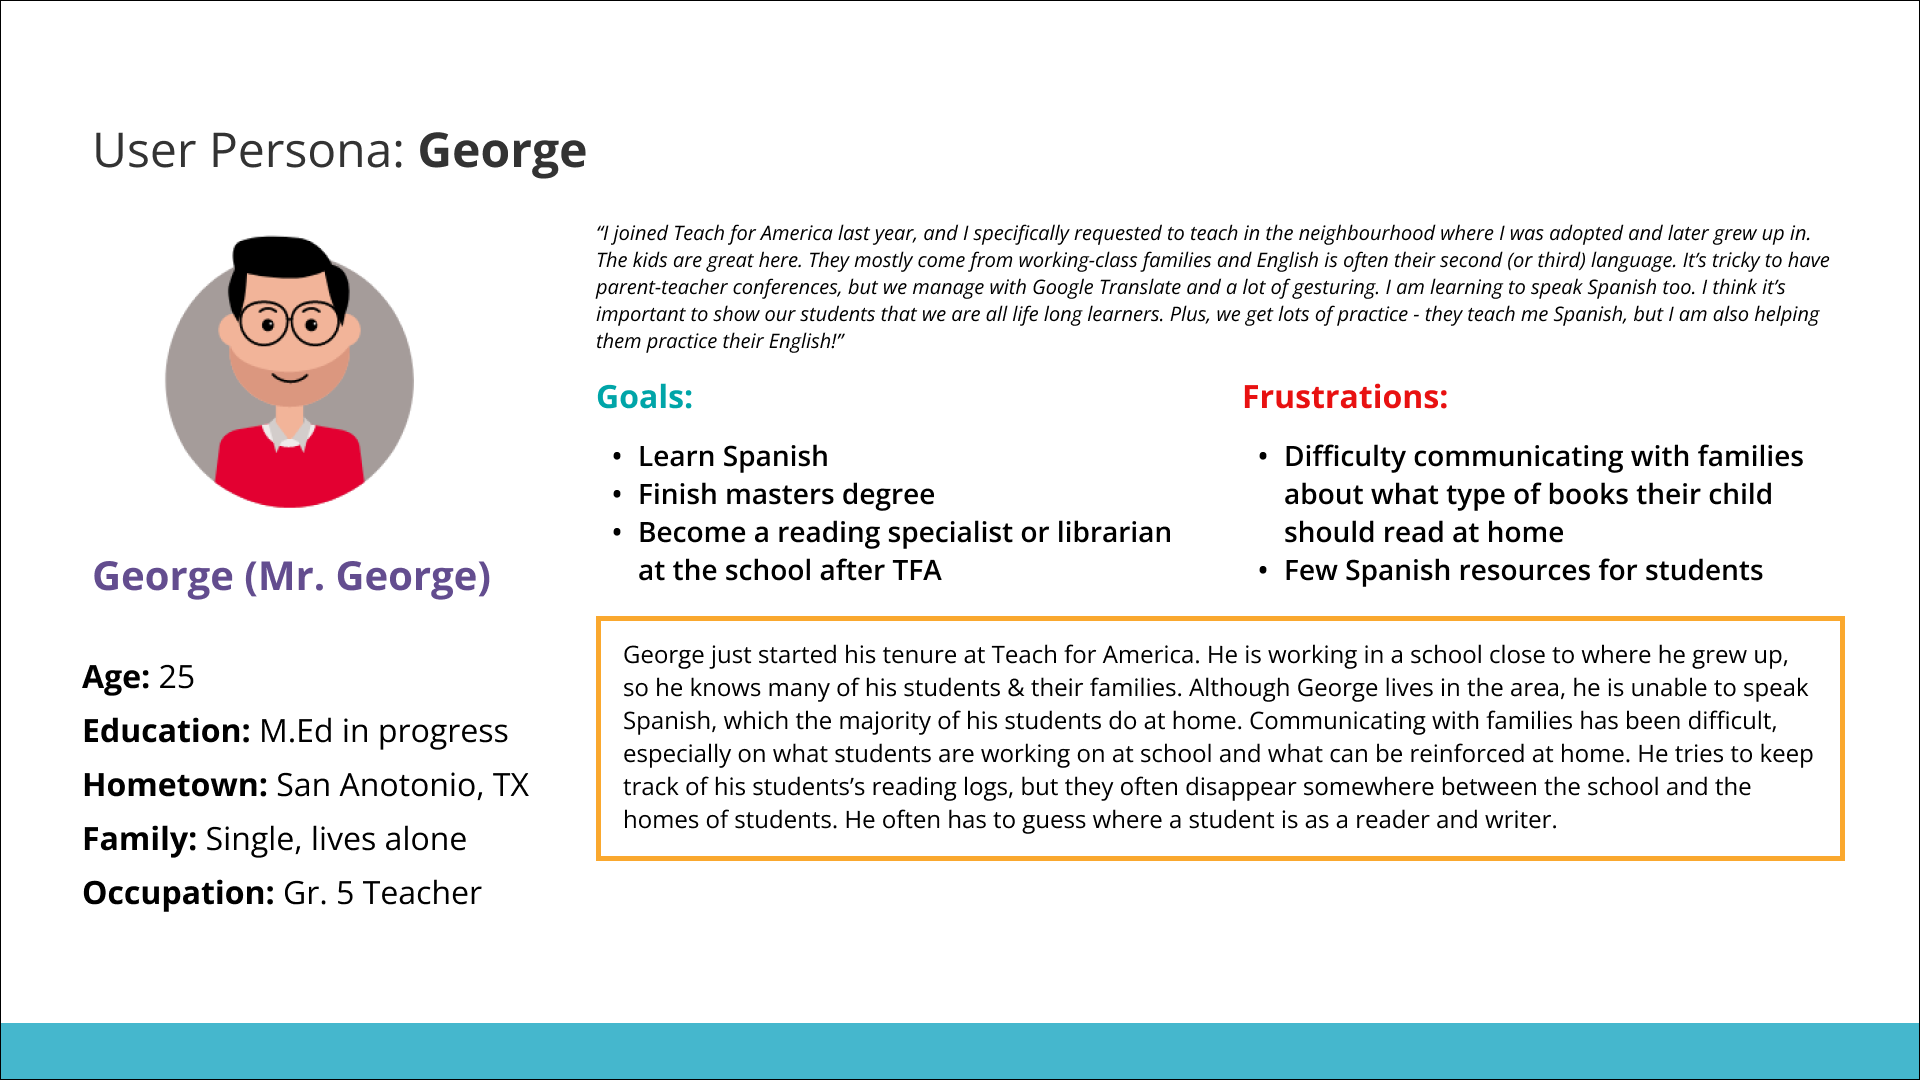 User Persona: George
“I joined Teach for America last year, and I specifically requested to teach in the neighbourhood where I was adopted and later grew up in.
The kids are great here. They mostly come from working-class families and English is often their second (or third) language. It’s tricky to have
parent-teacher conferences, but we manage with Google Translate and a lot of gesturing. I am learning to speak Spanish too. I think it’s
important to show our students that we are all life long learners. Plus, we get lots of practice - they teach me Spanish, but I am also helping
them practice their English!”
Goals:
• Learn Spanish
• Finish masters degree
• Become a reading specialist or librarian
at the school after TFA
Frustrations:
• Difficulty communicating with families
about what type of books their child
should read at home
• Few Spanish resources for students
George (Mr. George)
Age: 25
Education: M.Ed in progress
Hometown: San Anotonio, TX
Family: Single, lives alone
Occupation: Gr. 5 Teacher
George just started his tenure at Teach for America. He is working in a school close to where he grew up,
so he knows many of his students & their families. Although George lives in the area, he is unable to speak
Spanish, which the majority of his students do at home. Communicating with families has been difficult,
especially on what students are working on at school and what can be reinforced at home. He tries to keep
track of his students’s reading logs, but they often disappear somewhere between the school and the
homes of students. He often has to guess where a student is as a reader and writer.